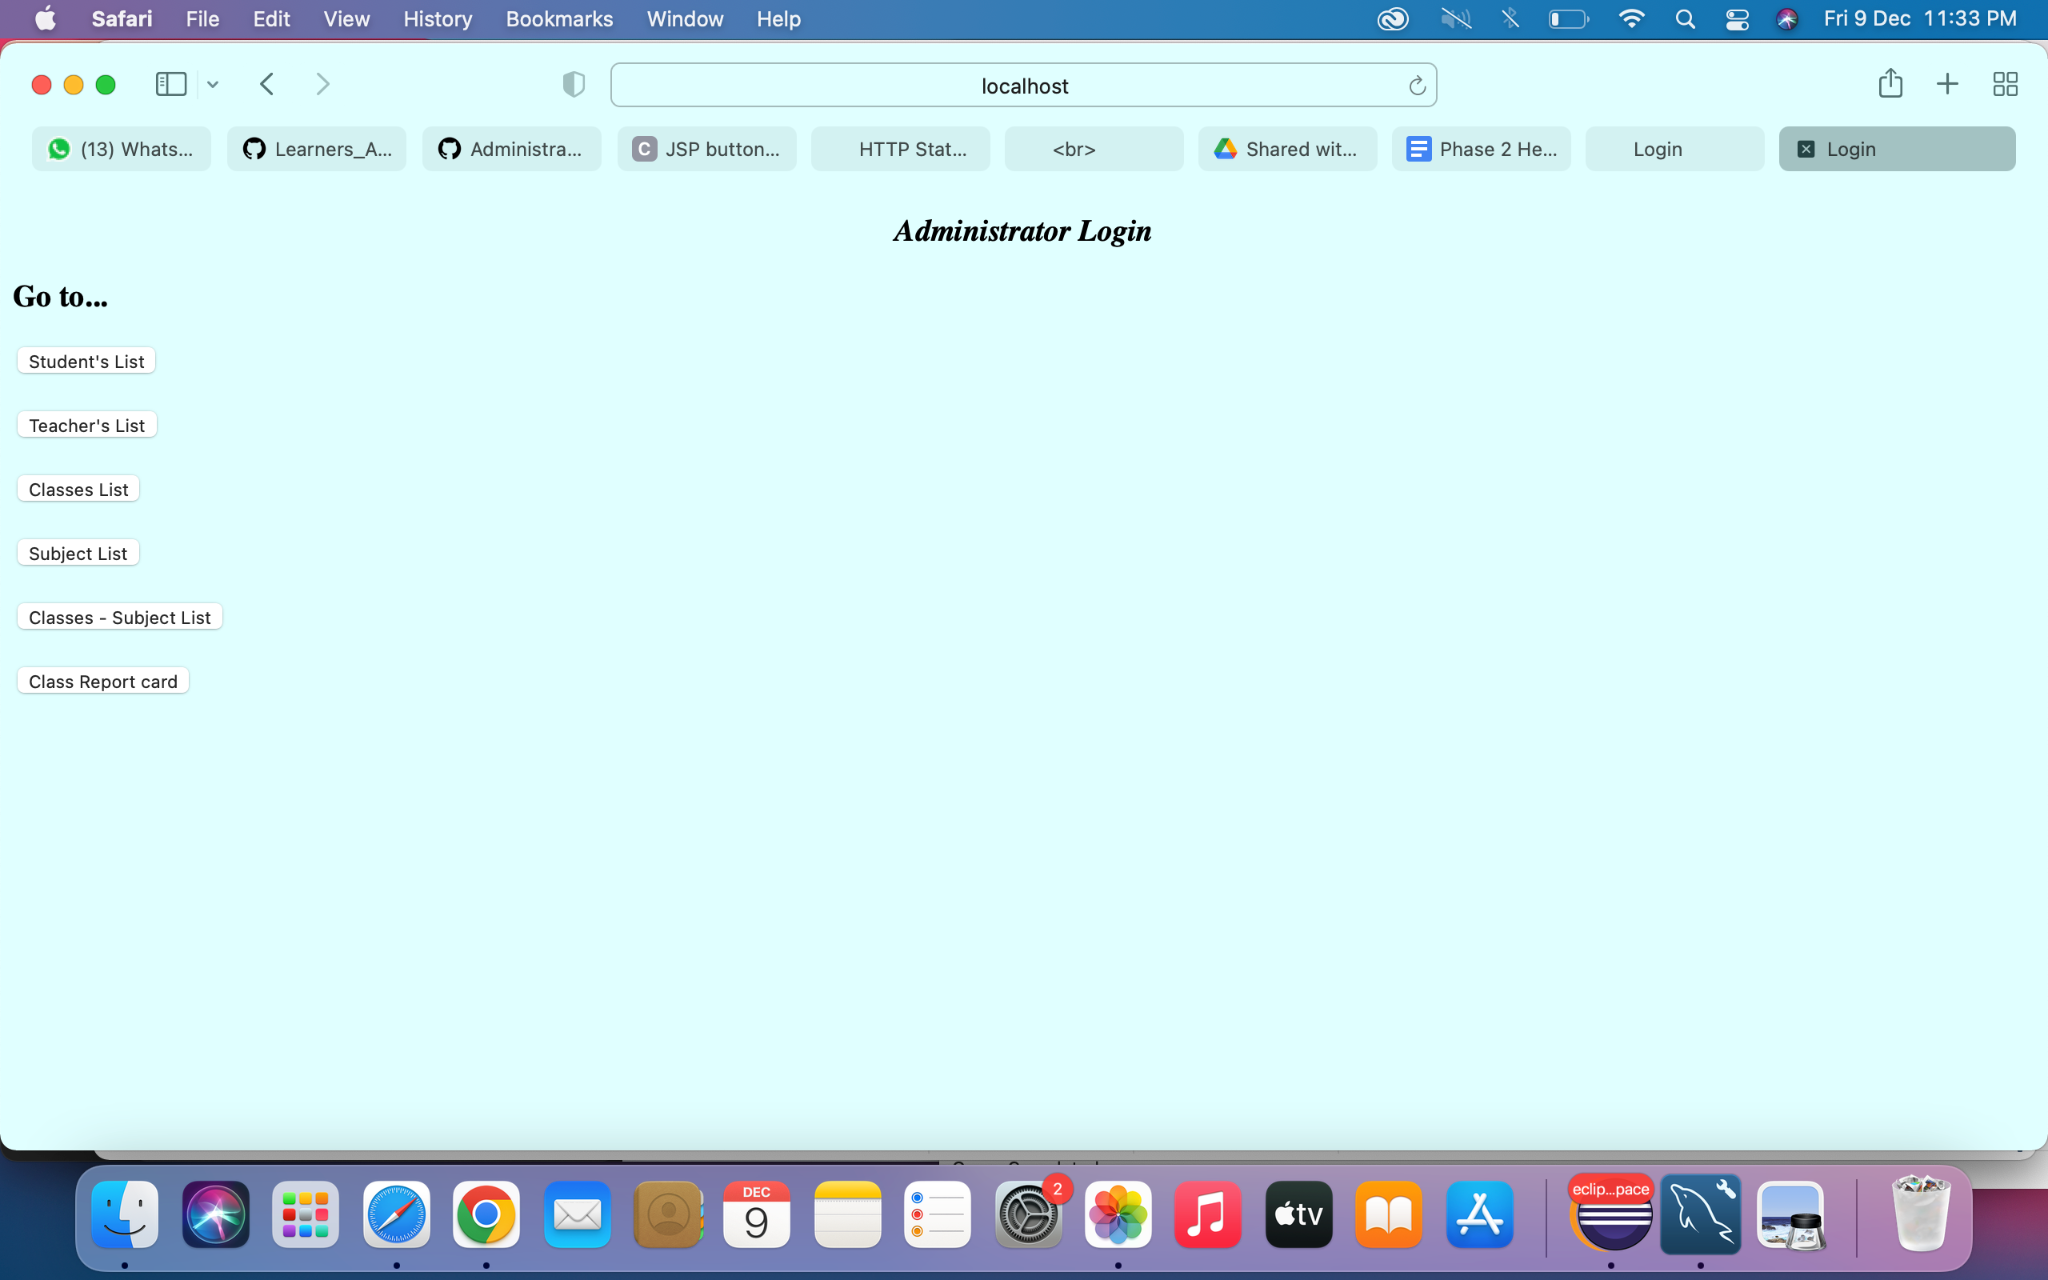 Safari File Edit View History Bookmarks Window Help Fri 9 Dec 11:33 PM
localhost
(13) Whats... Learners_A... Administra... JSP button... HTTP Stat... <br> Shared wit... Phase 2 He... Login Login
Administrator Login
Go to...
Student's List
Teacher's List
Classes List
Subject List
Classes - Subject List
Class Report card
DEC
9
2
tv
eclip...pace